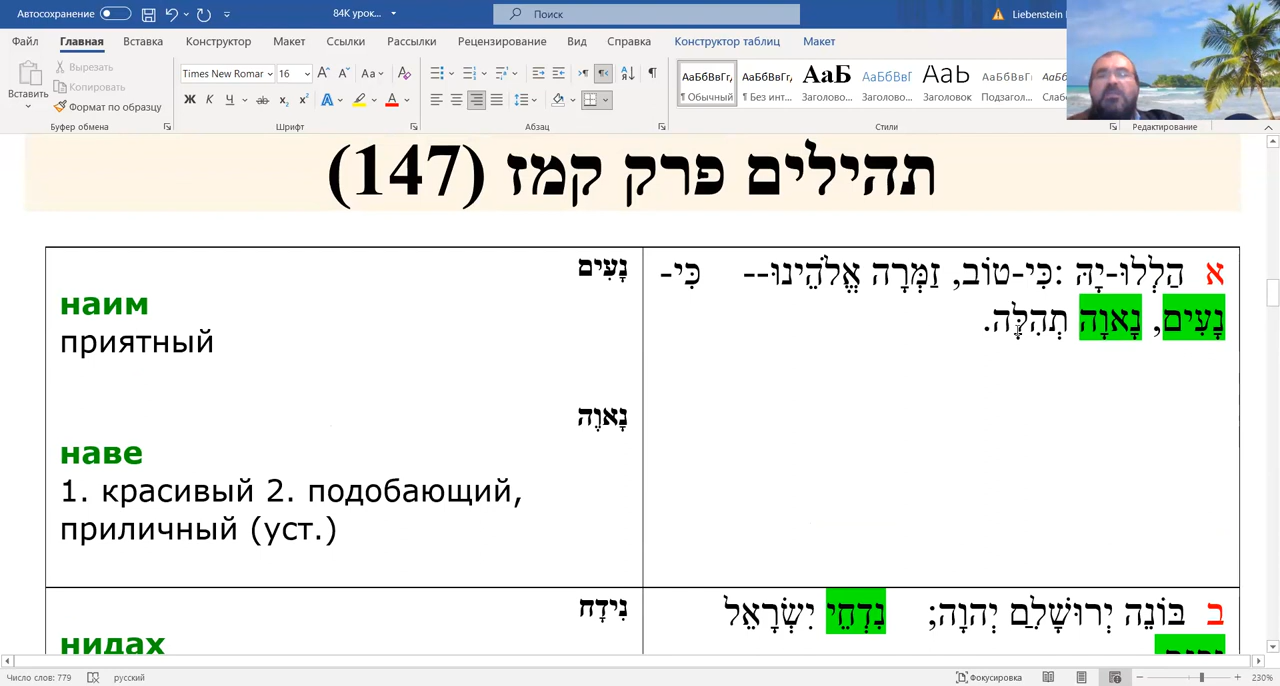 Автосохранение
84K урок...
Поиск
Liebenstein
Файл Главная Вставка Конструктор Макет Ссылки Рассылки Рецензирование Вид Справка Конструктор таблиц Макет
Вставить
Вырезать
Копировать
Формат по образцу
Буфер обмена
Times New Romar 16
Ж К Ч
Шрифт
Абзац
АаБбВвГг, АаБбВвГг, АаБ АаБбВвГ АаЬ АаБбВвГ
¶ Обычный ¶ Без инт... Заголово... Заголово... Заголовок Подзагол... Слаб
Стили
Редактирование
תהילים פרק קמז (147)
א הַלְלוּ-יָהּ :כִּי-טוֹב, זַמְּרָה אֱלֹהֵינוּ-- כִּי-
נָעִים, נָאוָה תְהִלָּה.
נָעִים
наим
приятный
נָאוֶה
наве
1. красивый 2. подобающий,
приличный (уст.)
ב בּוֹנֵה יְרוּשָׁלִַם יְהוָה; נִדְחֵי יִשְׂרָאֵל
נִידָח
нидах
Число слов: 779
русский
Фокусировка
230%